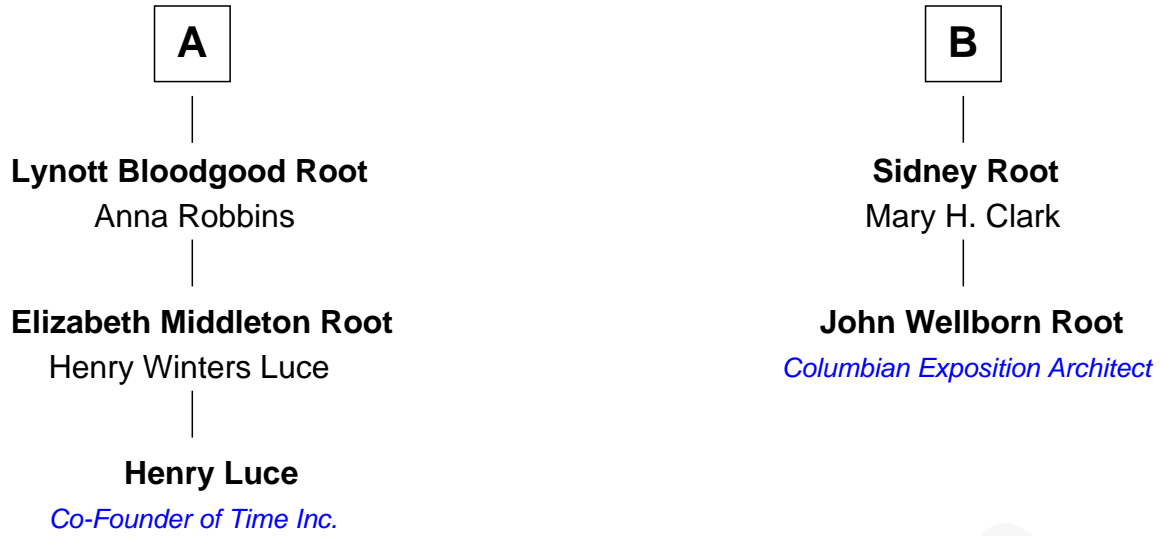 A
Lynott Bloodgood Root
Anna Robbins
Elizabeth Middleton Root
Henry Winters Luce
Henry Luce
Co-Founder of Time Inc.
B
Sidney Root
Mary H. Clark
John Wellborn Root
Columbian Exposition Architect